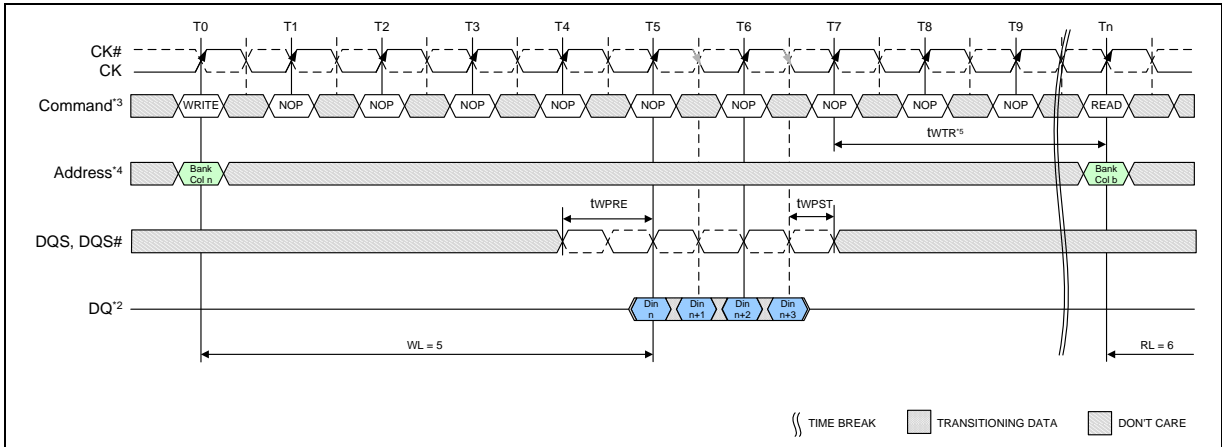 T0 T1 T2 T3 T4 T5 T6 T7 T8 T9 Tn
CK#
CK
Command*3 WRITE NOP NOP NOP NOP NOP NOP NOP NOP NOP READ
tWTR*5
Address*4 Bank Col n Bank Col b
tWPRE tWPST
DQS, DQS#
DQ*2 Din n Din n+1 Din n+2 Din n+3
WL = 5 RL = 6
TIME BREAK TRANSITIONING DATA DON'T CARE